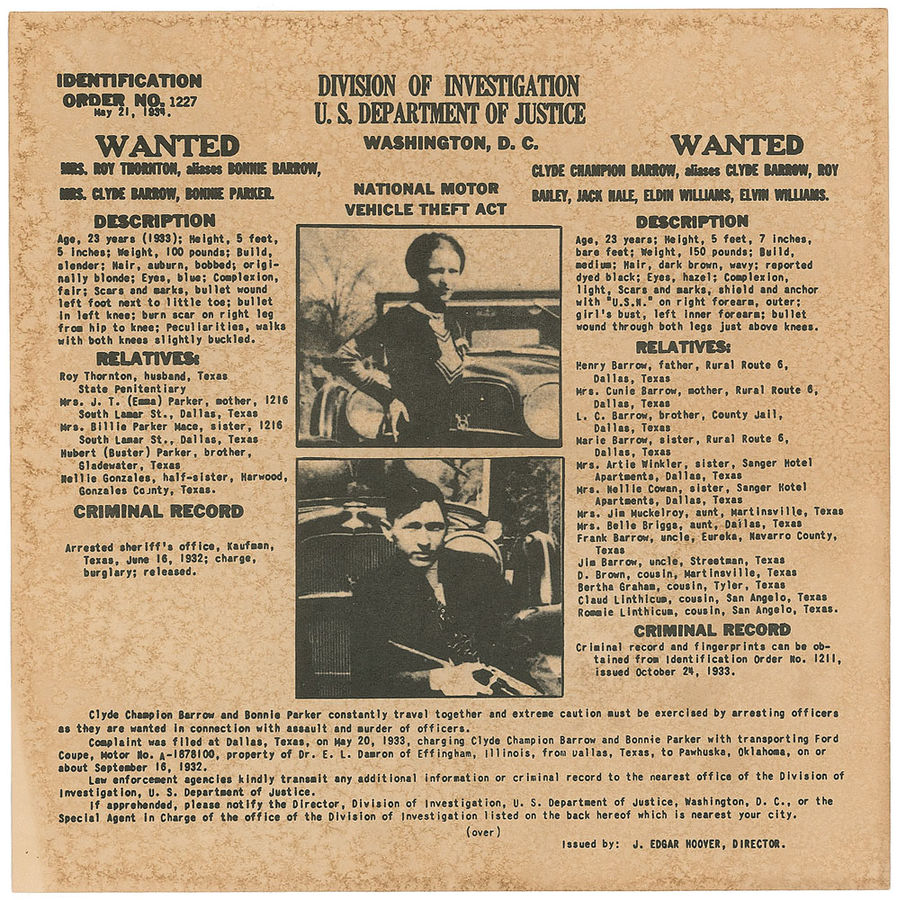 IDENTIFICATION
ORDER NO. 1227
May 21, 1934.
DIVISION OF INVESTIGATION
U. S. DEPARTMENT OF JUSTICE
WASHINGTON, D. C.
NATIONAL MOTOR
VEHICLE THEFT ACT
WANTED
MRS. ROY THORNTON, aliases BONNIE BARROW,
MRS. CLYDE BARROW, BONNIE PARKER.
DESCRIPTION
Age, 23 years (1933); Height, 5 feet,
5 inches; Weight, 100 pounds; Build,
slender; Hair, auburn, bobbed; origi-
nally blonde; Eyes, blue; Complexion,
fair; Scars and marks, bullet wound
left foot next to little toe; bullet
in left knee; burn scar on right leg
from hip to knee; Peculiarities, walks
with both knees slightly buckled.
RELATIVES:
Roy Thornton, husband, Texas
State Penitentiary
Mrs. J. T. (Emma) Parker, mother, 1216
South Lamar St., Dallas, Texas
Mrs. Billie Parker Mace, sister, 1216
South Lamar St., Dallas, Texas
Hubert (Buster) Parker, brother,
Gladewater, Texas
Nellie Gonzales, half-sister, Harwood,
Gonzales County, Texas.
CRIMINAL RECORD
Arrested sheriff's office, Kaufman,
Texas, June 16, 1932; charge,
burglary; released.
WANTED
CLYDE CHAMPION BARROW, aliases CLYDE BARROW, ROY
BAILEY, JACK HALE, ELDIN WILLIAMS, ELVIN WILLIAMS.
DESCRIPTION
Age, 23 years; Height, 5 feet, 7 inches,
bare feet; Weight, 150 pounds; Build,
medium; Hair, dark brown, wavy; reported
dyed black; Eyes, hazel; Complexion,
light, Scars and marks, shield and anchor
with "U.S.N." on right forearm, outer;
girl's bust, left inner forearm; bullet
wound through both legs just above knees.
RELATIVES:
Henry Barrow, father, Rural Route 6,
Dallas, Texas
Mrs. Cunie Barrow, mother, Rural Route 6,
Dallas, Texas
L. C. Barrow, brother, County Jail,
Dallas, Texas
Marie Barrow, sister, Rural Route 6,
Dallas, Texas
Mrs. Artie Winkler, sister, Sanger Hotel
Apartments, Dallas, Texas
Mrs. Nellie Cowan, sister, Sanger Hotel
Apartments, Dallas, Texas
Mrs. Jim Muckelroy, aunt, Martinsville, Texas
Mrs. Belle Briggs, aunt, Dallas, Texas
Frank Barrow, uncle, Eureka, Navarro County,
Texas
Jim Barrow, uncle, Streetman, Texas
D. Brown, cousin, Martinsville, Texas
Bertha Graham, cousin, Tyler, Texas
Claud Linthicum, cousin, San Angelo, Texas
Rommie Linthicum, cousin, San Angelo, Texas.
CRIMINAL RECORD
Criminal record and fingerprints can be ob-
tained from Identification Order No. 1211,
issued October 24, 1933.
Clyde Champion Barrow and Bonnie Parker constantly travel together and extreme caution must be exercised by arresting officers
as they are wanted in connection with assault and murder of officers.
Complaint was filed at Dallas, Texas, on May 20, 1933, charging Clyde Champion Barrow and Bonnie Parker with transporting Ford
Coupe, Motor No. A-1878100, property of Dr. E. L. Damron of Effingham, Illinois, from Dallas, Texas, to Pawhuska, Oklahoma, on or
about September 16, 1932.
Law enforcement agencies kindly transmit any additional information or criminal record to the nearest office of the Division of
Investigation, U. S. Department of Justice.
If apprehended, please notify the Director, Division of Investigation, U. S. Department of Justice, Washington, D. C., or the
Special Agent in Charge of the office of the Division of Investigation listed on the back hereof which is nearest your city.
(over)
Issued by: J. EDGAR HOOVER, DIRECTOR.